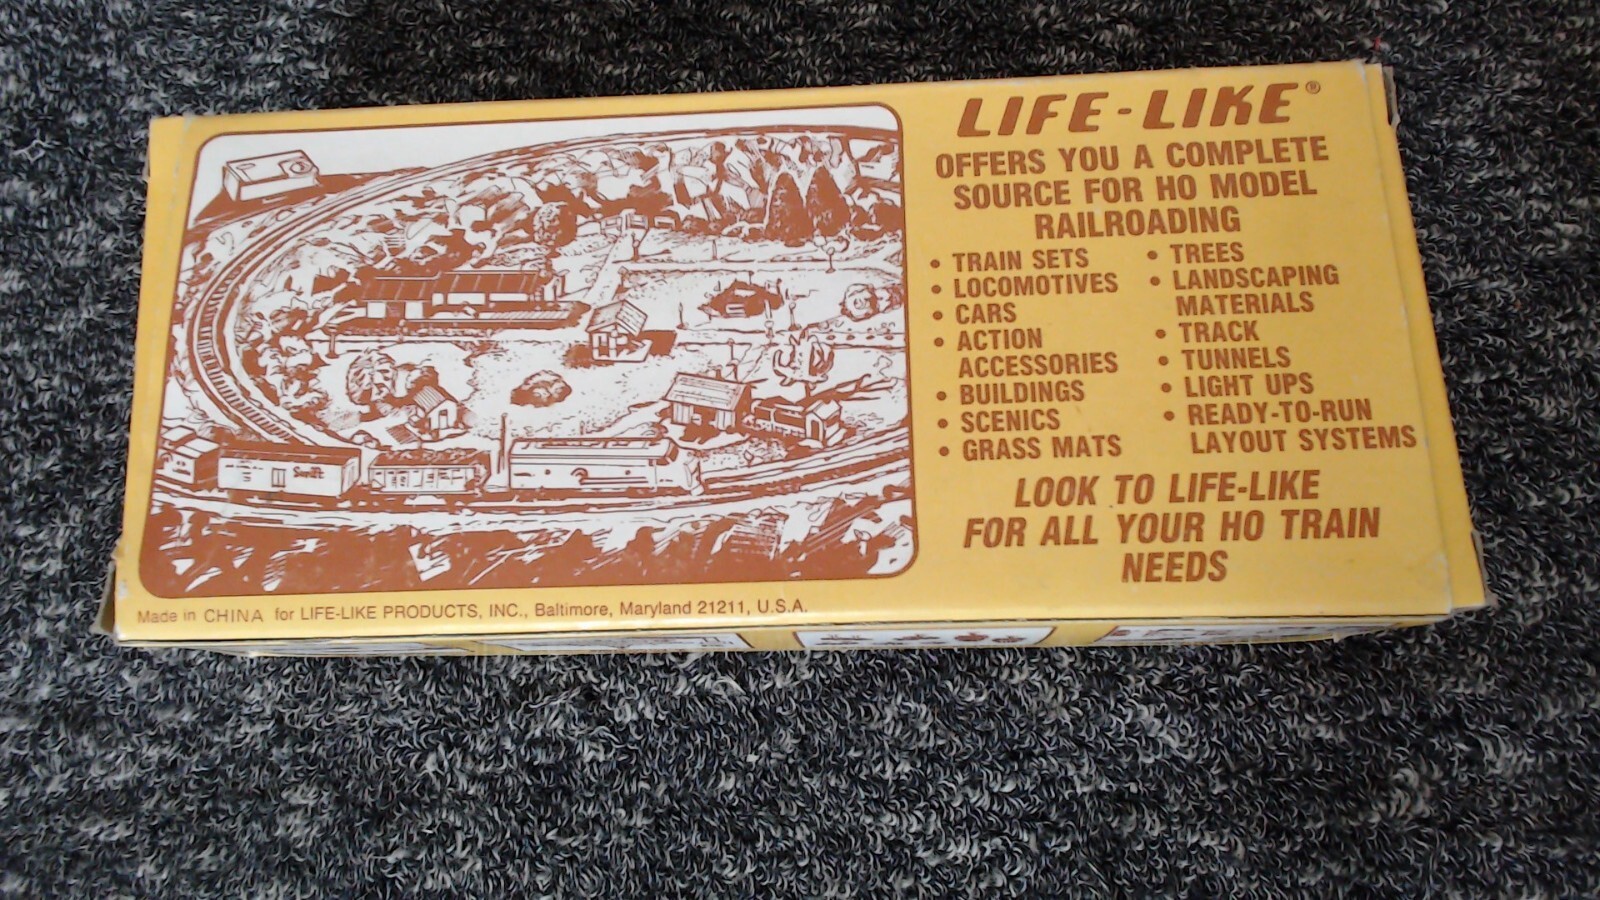 LIFE-LIKE®
OFFERS YOU A COMPLETE
SOURCE FOR HO MODEL
RAILROADING
• TRAIN SETS
• LOCOMOTIVES
• CARS
• ACTION
ACCESSORIES
• BUILDINGS
• SCENICS
• GRASS MATS
• TREES
• LANDSCAPING
MATERIALS
• TRACK
• TUNNELS
• LIGHT UPS
• READY-TO-RUN
LAYOUT SYSTEMS
LOOK TO LIFE-LIKE
FOR ALL YOUR HO TRAIN
NEEDS
Swift
Made in CHINA for LIFE-LIKE PRODUCTS, INC., Baltimore, Maryland 21211, U.S.A.